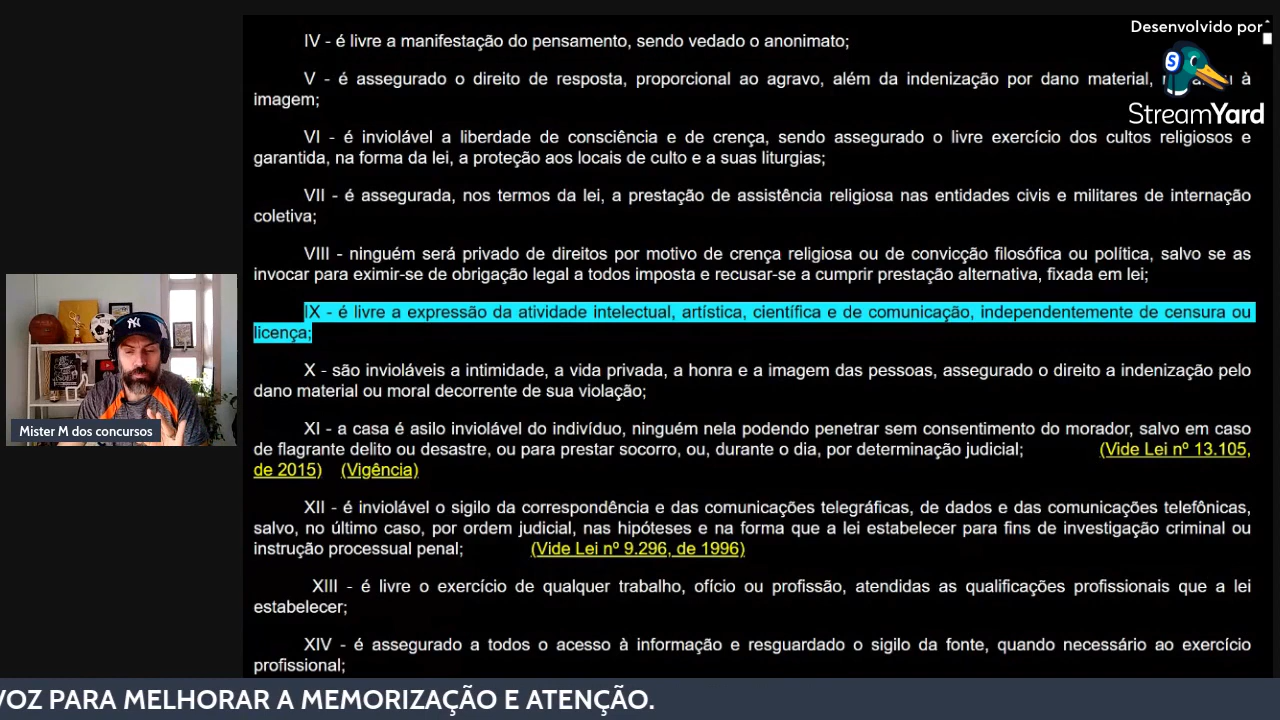 Desenvolvido por
StreamYard
IV - é livre a manifestação do pensamento, sendo vedado o anonimato;
V - é assegurado o direito de resposta, proporcional ao agravo, além da indenização por dano material, à
imagem;
VI - é inviolável a liberdade de consciência e de crença, sendo assegurado o livre exercício dos cultos religiosos e
garantida, na forma da lei, a proteção aos locais de culto e a suas liturgias;
VII - é assegurada, nos termos da lei, a prestação de assistência religiosa nas entidades civis e militares de internação
coletiva;
VIII - ninguém será privado de direitos por motivo de crença religiosa ou de convicção filosófica ou política, salvo se as
invocar para eximir-se de obrigação legal a todos imposta e recusar-se a cumprir prestação alternativa, fixada em lei;
IX - é livre a expressão da atividade intelectual, artística, científica e de comunicação, independentemente de censura ou
licença;
X - são invioláveis a intimidade, a vida privada, a honra e a imagem das pessoas, assegurado o direito a indenização pelo
dano material ou moral decorrente de sua violação;
XI - a casa é asilo inviolável do indivíduo, ninguém nela podendo penetrar sem consentimento do morador, salvo em caso
de flagrante delito ou desastre, ou para prestar socorro, ou, durante o dia, por determinação judicial; (Vide Lei nº 13.105,
de 2015) (Vigência)
XII - é inviolável o sigilo da correspondência e das comunicações telegráficas, de dados e das comunicações telefônicas,
salvo, no último caso, por ordem judicial, nas hipóteses e na forma que a lei estabelecer para fins de investigação criminal ou
instrução processual penal; (Vide Lei nº 9.296, de 1996)
XIII - é livre o exercício de qualquer trabalho, ofício ou profissão, atendidas as qualificações profissionais que a lei
estabelecer;
XIV - é assegurado a todos o acesso à informação e resguardado o sigilo da fonte, quando necessário ao exercício
profissional;
Mister M dos concursos
VOZ PARA MELHORAR A MEMORIZAÇÃO E ATENÇÃO.